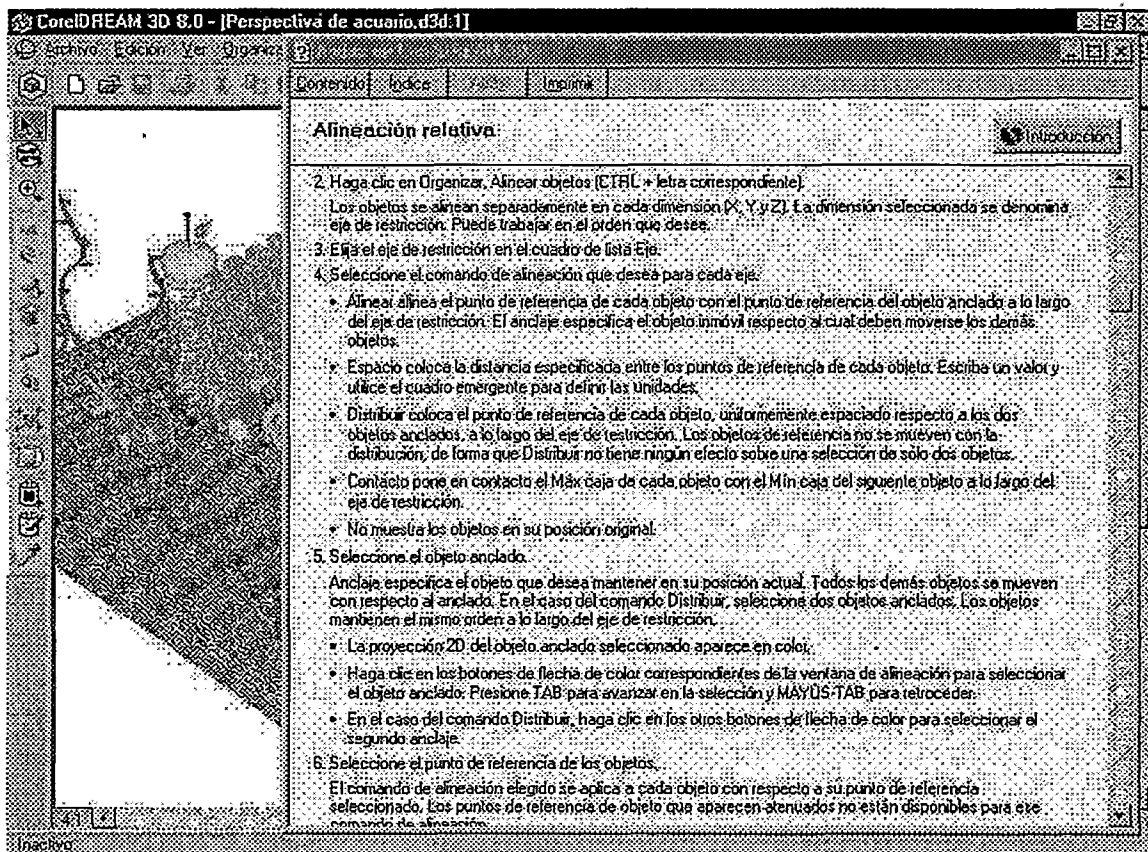 CorelDREAM 3D 8.0 - [Perspectiva de acuario.d3d:1]
Archivo Edición Ver Organiza
Contenido Índice Imprimir
Alineación relativa
Introducción
2. Haga clic en Organizar, Alinear objetos (CTRL + letra correspondiente).
Los objetos se alinean separadamente en cada dimensión (X, Y y Z). La dimensión seleccionada se denomina
eje de restricción. Puede trabajar en el orden que desee.
3. Elija el eje de restricción en el cuadro de lista Eje.
4. Seleccione el comando de alineación que desea para cada eje.
• Alinear alinea el punto de referencia de cada objeto con el punto de referencia del objeto anclado a lo largo
del eje de restricción. El anclaje especifica el objeto inmóvil respecto al cual deben moverse los demás
objetos.
• Espacio coloca la distancia especificada entre los puntos de referencia de cada objeto. Escriba un valor y
utilice el cuadro emergente para definir las unidades.
• Distribuir coloca el punto de referencia de cada objeto, uniformemente espaciado respecto a los dos
objetos anclados, a lo largo del eje de restricción. Los objetos de referencia no se mueven con la
distribución, de forma que Distribuir no tiene ningún efecto sobre una selección de sólo dos objetos.
• Contacto pone en contacto el Máx caja de cada objeto con el Mín caja del siguiente objeto a lo largo del
eje de restricción.
• No muestra los objetos en su posición original.
5. Seleccione el objeto anclado.
Anclaje especifica el objeto que desea mantener en su posición actual. Todos los demás objetos se mueven
con respecto al anclado. En el caso del comando Distribuir, seleccione dos objetos anclados. Los objetos
mantienen el mismo orden a lo largo del eje de restricción.
• La proyección 2D del objeto anclado seleccionado aparece en color.
• Haga clic en los botones de flecha de color correspondientes de la ventana de alineación para seleccionar
el objeto anclado. Presione TAB para avanzar en la selección y MAYÚS-TAB para retroceder.
• En el caso del comando Distribuir, haga clic en los otros botones de flecha de color para seleccionar el
segundo anclaje.
6. Seleccione el punto de referencia de los objetos.
El comando de alineación elegido se aplica a cada objeto con respecto a su punto de referencia
seleccionado. Los puntos de referencia de objeto que aparecen atenuados no están disponibles para ese
comando de alineación.
4:1
Inactivo